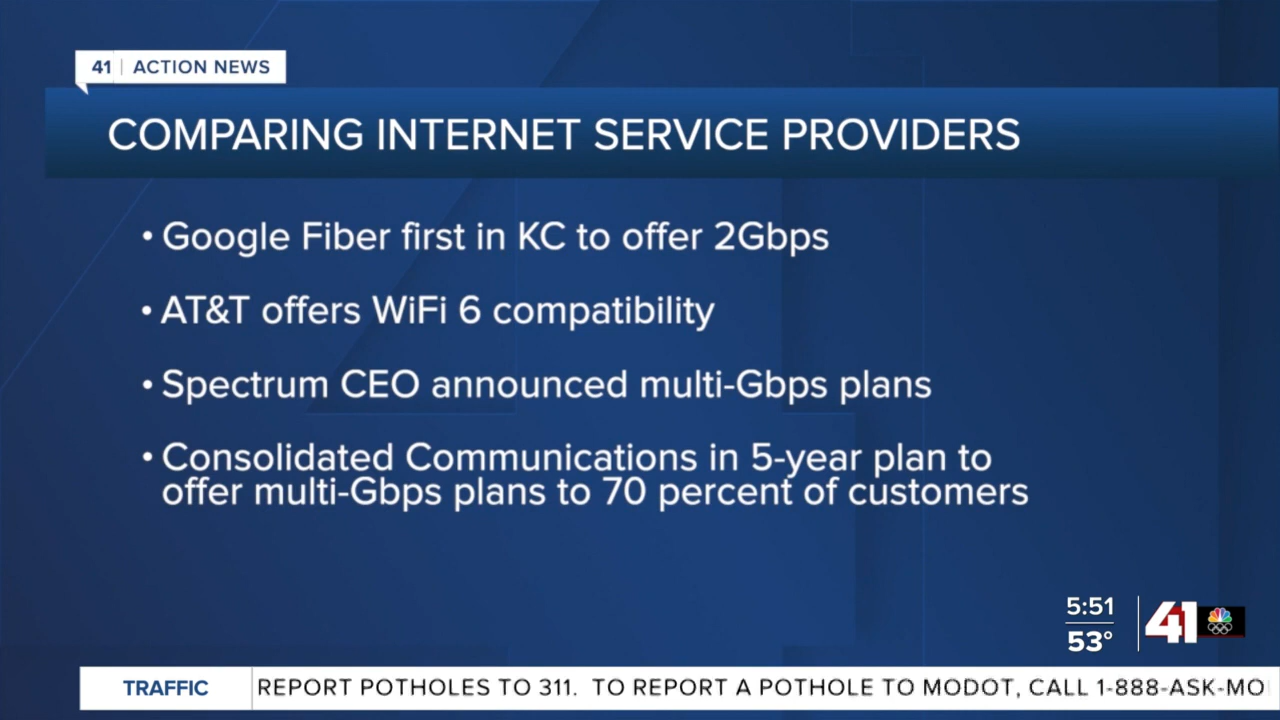 41 | ACTION NEWS
COMPARING INTERNET SERVICE PROVIDERS
• Google Fiber first in KC to offer 2Gbps
• AT&T offers WiFi 6 compatibility
• Spectrum CEO announced multi-Gbps plans
• Consolidated Communications in 5-year plan to
offer multi-Gbps plans to 70 percent of customers
5:51
53°
41
TRAFFIC
REPORT POTHOLES TO 311. TO REPORT A POTHOLE TO MODOT, CALL 1-888-ASK-MO